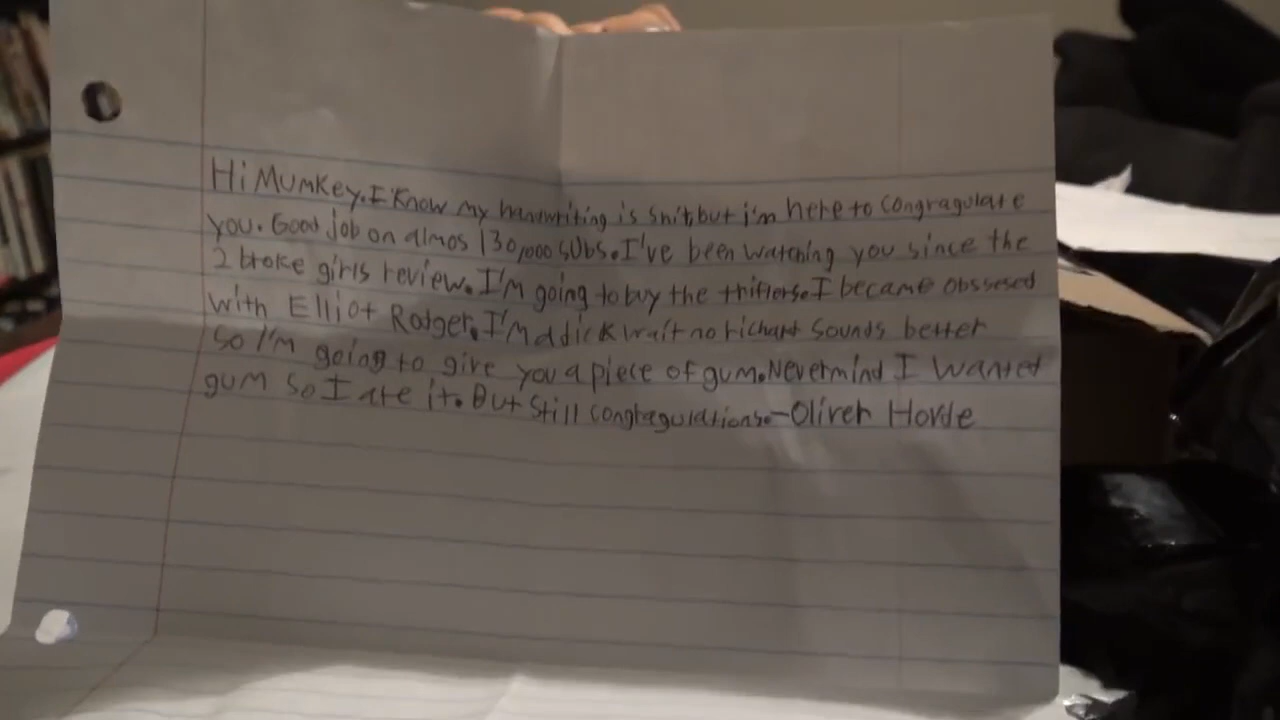 Hi Mumkey. I Know my handwriting is shit, but i'm here to congragulate
you. Good job on almos 130,000 subs. I've been watching you since the
2 broke girls review. I'm going to buy the thifters. I became obssesed
with Elliot Rodger. I'm a dick wait no richard sounds better
so I'm going to give you a piece of gum. Nevermind I wanted
gum so I ate it. But still congragulations. -Oliver Horde